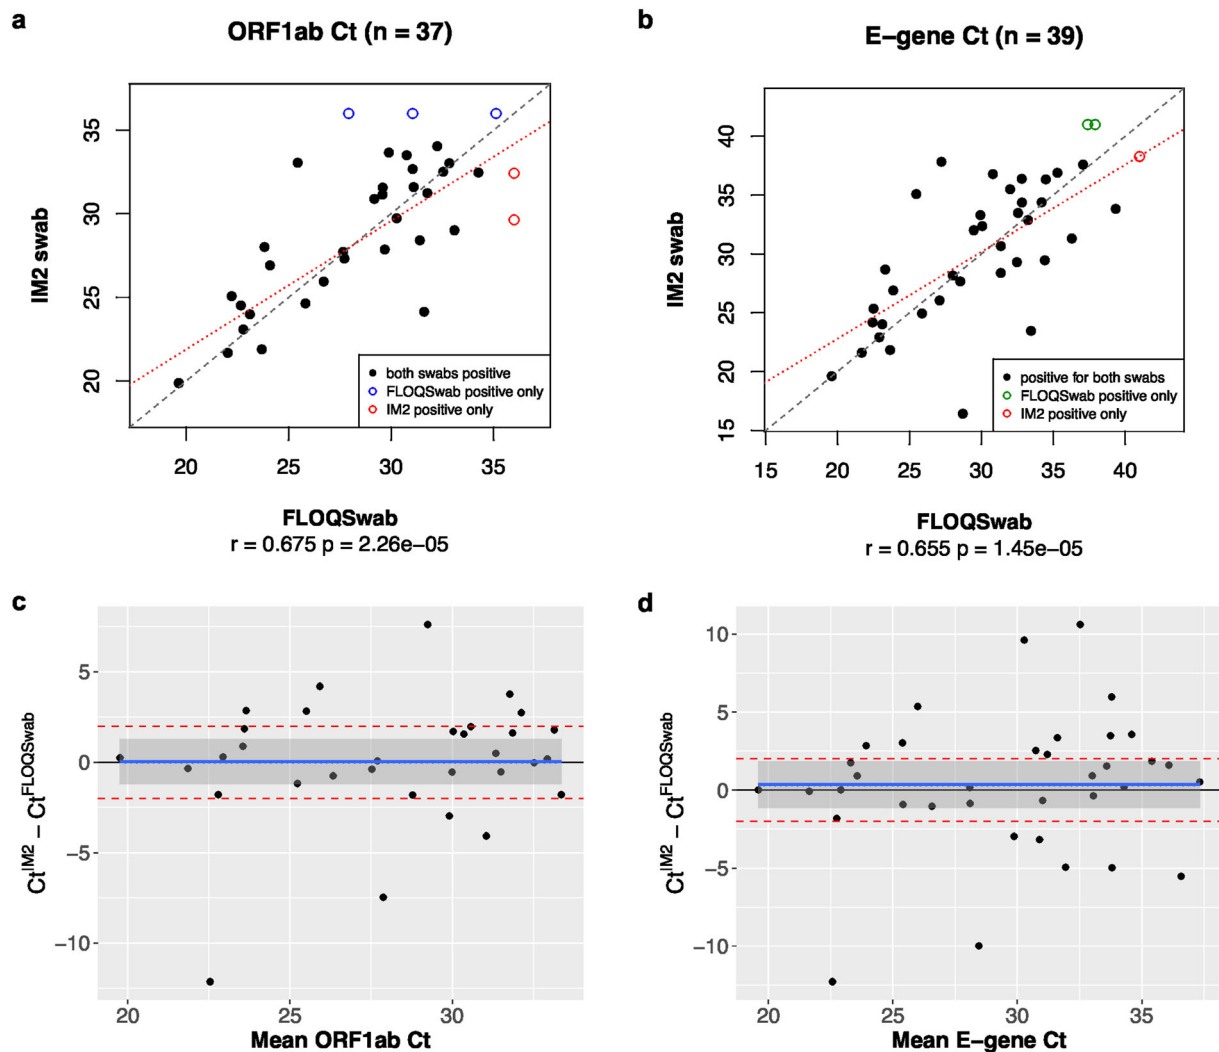 a
ORF1ab Ct (n = 37)
IM2 swab
35
30
25
20
both swabs positive
FLOQSwab positive only
IM2 positive only
20 25 30 35
FLOQSwab
r = 0.675 p = 2.26e−05
b
E−gene Ct (n = 39)
IM2 swab
40
35
30
25
20
15
positive for both swabs
FLOQSwab positive only
IM2 positive only
15 20 25 30 35 40
FLOQSwab
r = 0.655 p = 1.45e−05
c
Ct^IM2 − Ct^FLOQSwab
5
0
−5
−10
20 25 30
Mean ORF1ab Ct
d
Ct^IM2 − Ct^FLOQSwab
10
5
0
−5
−10
20 25 30 35
Mean E−gene Ct